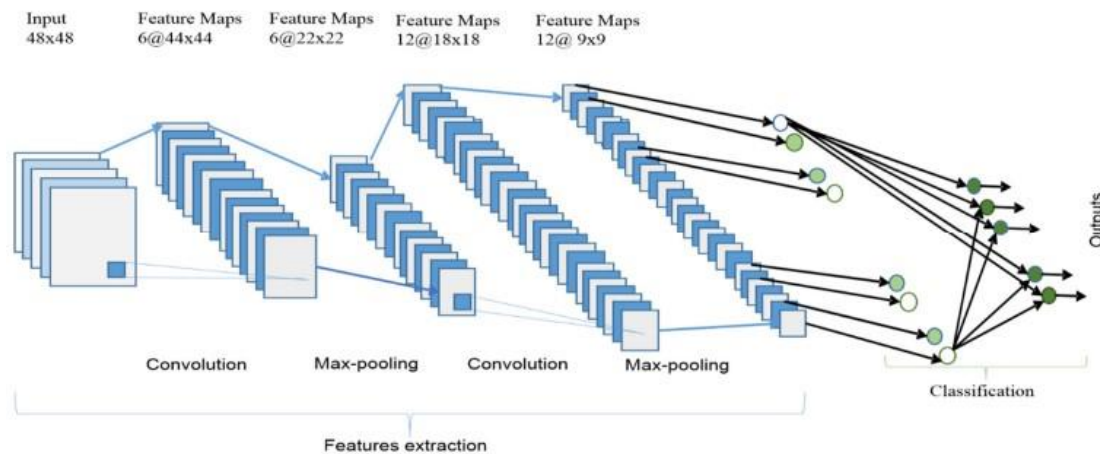 Input
48x48
Feature Maps
6@44x44
Feature Maps
6@22x22
Feature Maps
12@18x18
Feature Maps
12@ 9x9
Outputs
Convolution
Max-pooling
Convolution
Max-pooling
Classification
Features extraction